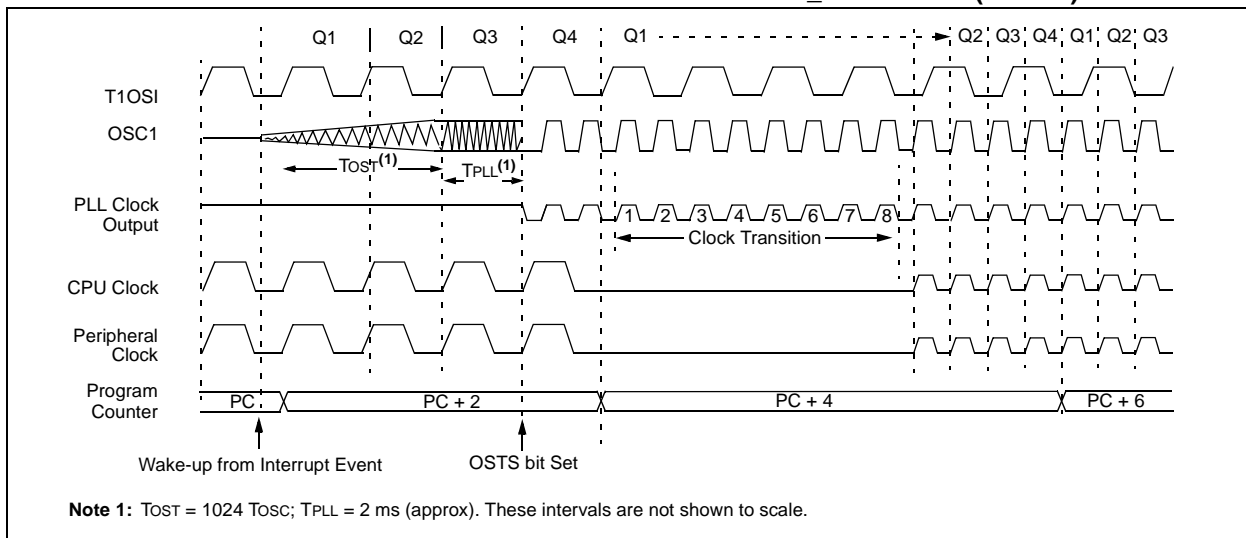 Q1 Q2 Q3 Q4 Q1 Q2 Q3 Q4 Q1 Q2 Q3
T1OSI
OSC1
TOST(1) TPLL(1)
PLL Clock
Output
1 2 3 4 5 6 7 8
Clock Transition
CPU Clock
Peripheral
Clock
Program
Counter
PC PC + 2 PC + 4 PC + 6
Wake-up from Interrupt Event OSTS bit Set
Note 1: TOST = 1024 TOSC; TPLL = 2 ms (approx). These intervals are not shown to scale.